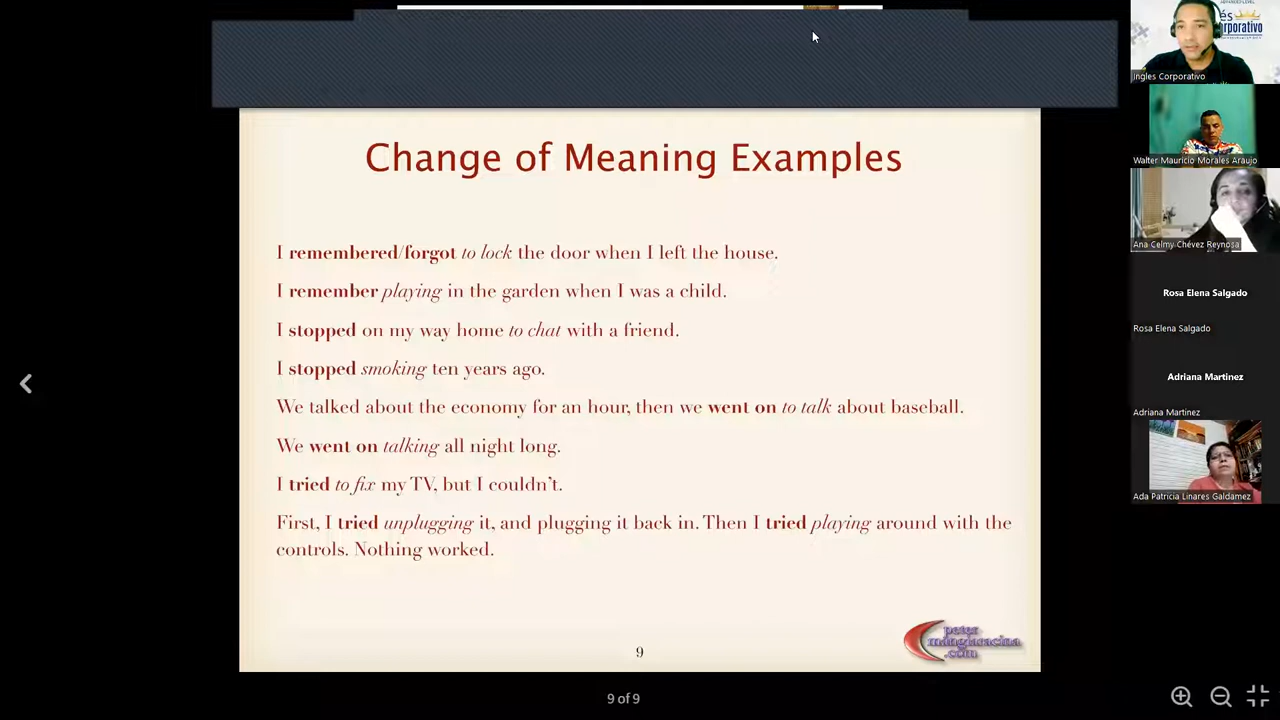 és
rporativo
Ingles Corporativo
Walter Mauricio Morales Araujo
Ana Celmy Chévez Reynosa
Rosa Elena Salgado
Rosa Elena Salgado
Adriana Martinez
Adriana Martinez
Ada Patricia Linares Galdamez
Change of Meaning Examples
I remembered/forgot to lock the door when I left the house.
I remember playing in the garden when I was a child.
I stopped on my way home to chat with a friend.
I stopped smoking ten years ago.
We talked about the economy for an hour, then we went on to talk about baseball.
We went on talking all night long.
I tried to fix my TV, but I couldn't.
First, I tried unplugging it, and plugging it back in. Then I tried playing around with the
controls. Nothing worked.
peter
mangiaracina
.com
9
9 of 9